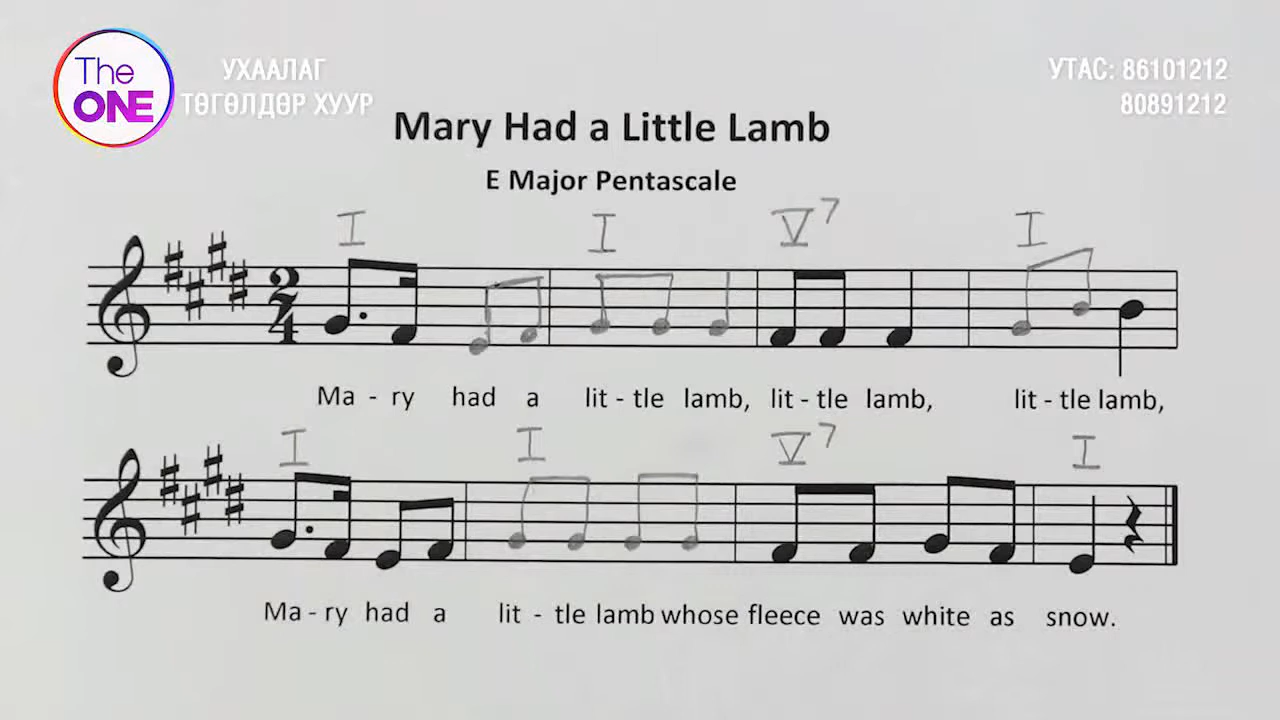 The
ONE
УХААЛАГ
ТөГөЛДөР ХУУР
УТАС: 86101212
80891212
Mary Had a Little Lamb
E Major Pentascale
I I V7 I
2
4
Ma - ry had a lit - tle lamb, lit - tle lamb, lit - tle lamb,
I I V7 I
Ma - ry had a lit - tle lamb whose fleece was white as snow.